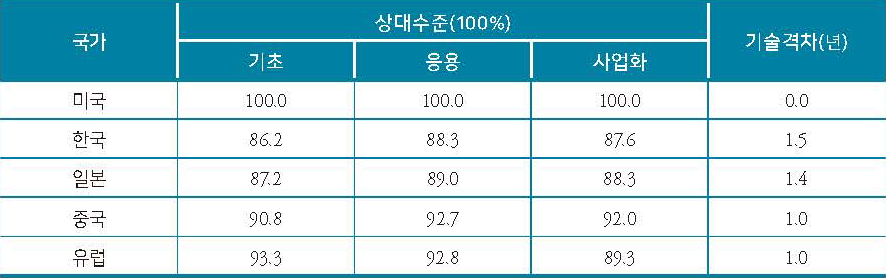 국가 상대수준(100%) 기술격차(년)
기초 응용 사업화
미국 100.0 100.0 100.0 0.0
한국 86.2 88.3 87.6 1.5
일본 87.2 89.0 88.3 1.4
중국 90.8 92.7 92.0 1.0
유럽 93.3 92.8 89.3 1.0